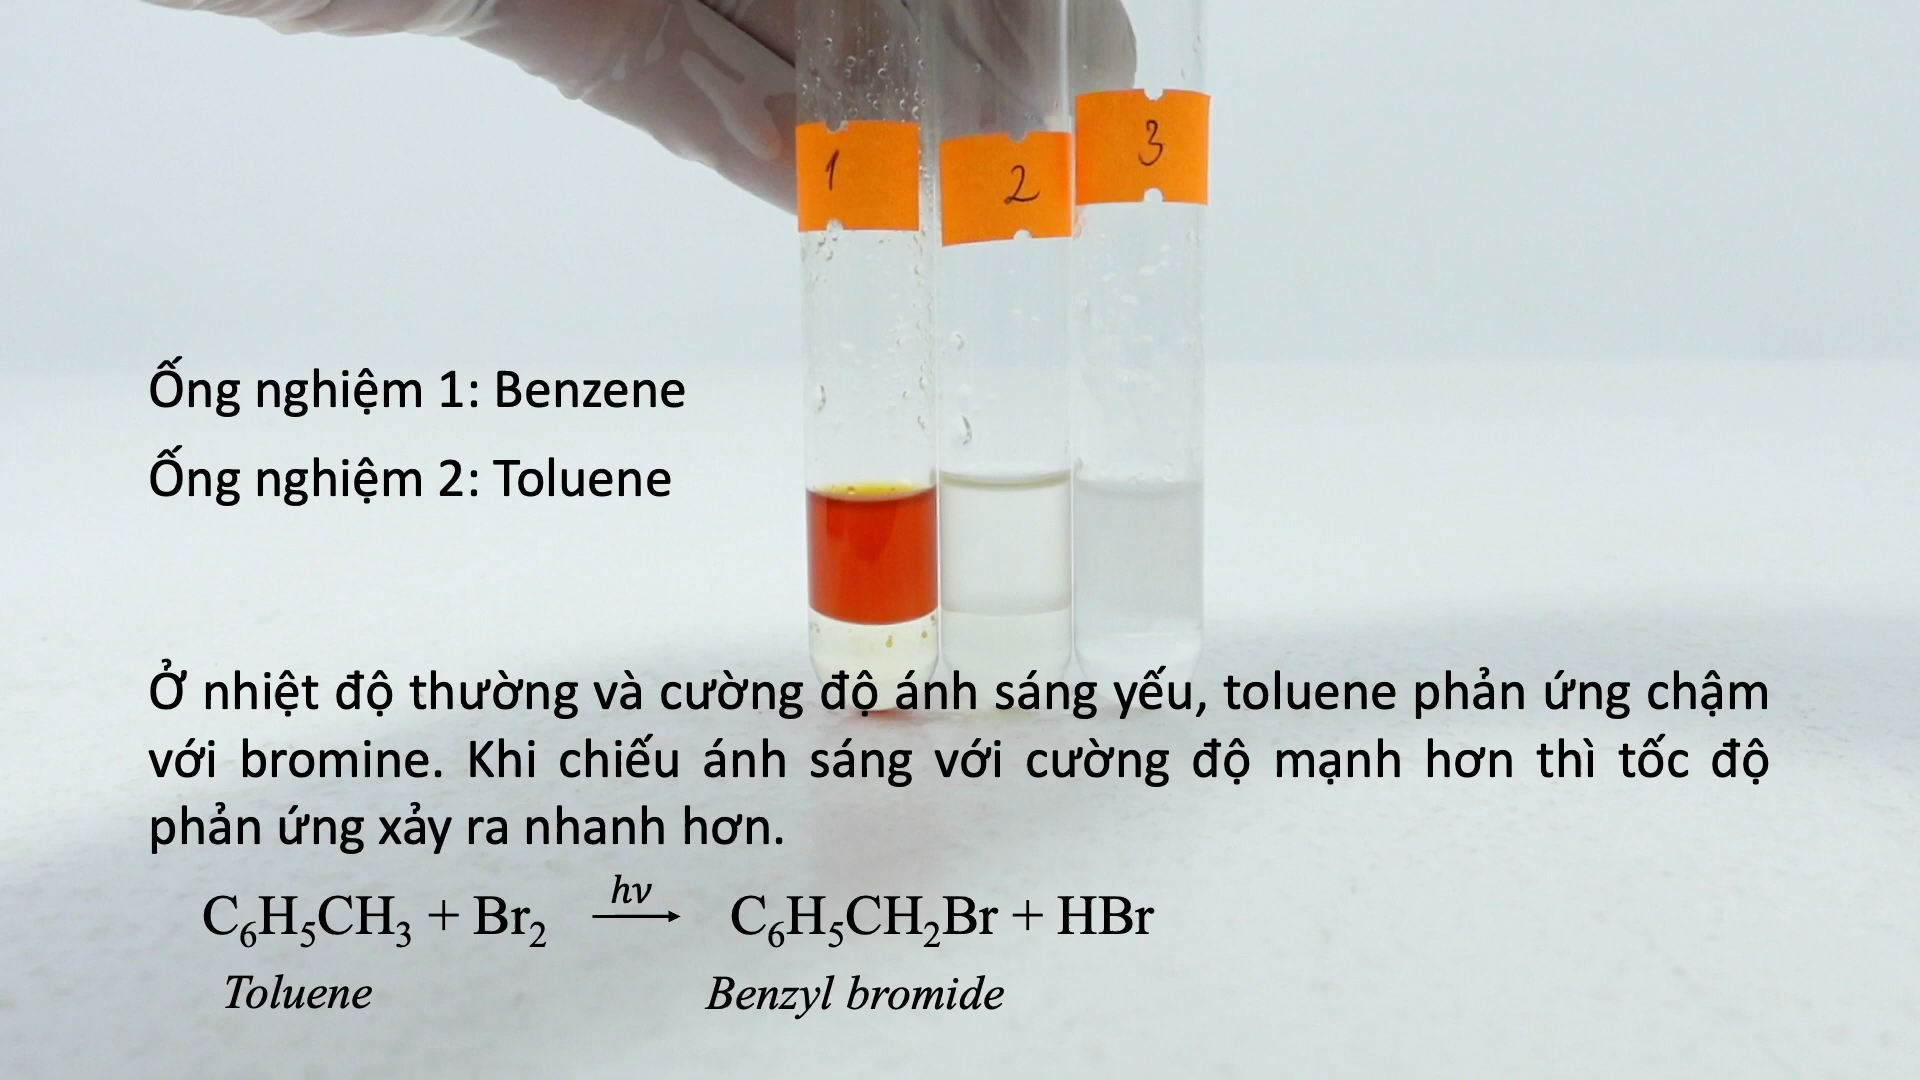 1
2
3
Ống nghiệm 1: Benzene
Ống nghiệm 2: Toluene
Ở nhiệt độ thường và cường độ ánh sáng yếu, toluene phản ứng chậm
với bromine. Khi chiếu ánh sáng với cường độ mạnh hơn thì tốc độ
phản ứng xảy ra nhanh hơn.
C₆H₅CH₃ + Br₂ →(hν) C₆H₅CH₂Br + HBr
Toluene Benzyl bromide